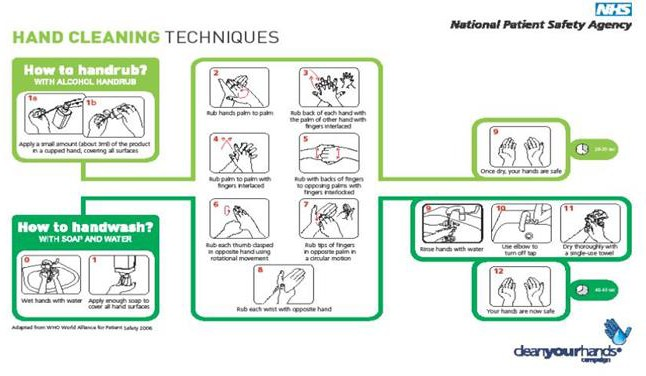 NHS
National Patient Safety Agency
HAND CLEANING TECHNIQUES
How to handrub?
WITH ALCOHOL HANDRUB
1a
1b
Apply a small amount (about 3ml) of the product
in a cupped hand, covering all surfaces
2
Rub hands palm to palm
3
Rub back of each hand with
the palm of other hand with
fingers interlaced
4
Rub palm to palm with
fingers interlaced
5
Rub with backs of fingers
to opposing palms with
fingers interlocked
6
Rub each thumb clasped
in opposite hand using
rotational movement
7
Rub tips of fingers
in opposite palm in
a circular motion
8
Rub each wrist with opposite hand
9
Once dry, your hands are safe
20-30 sec
How to handwash?
WITH SOAP AND WATER
0
Wet hands with water
1
Apply enough soap to
cover all hand surfaces
9
Rinse hands with water
10
Use elbow to
turn off tap
11
Dry thoroughly with
a single-use towel
12
Your hands are now safe
40-60 sec
Adapted from WHO World Alliance for Patient Safety 2006
cleanyourhands®
campaign